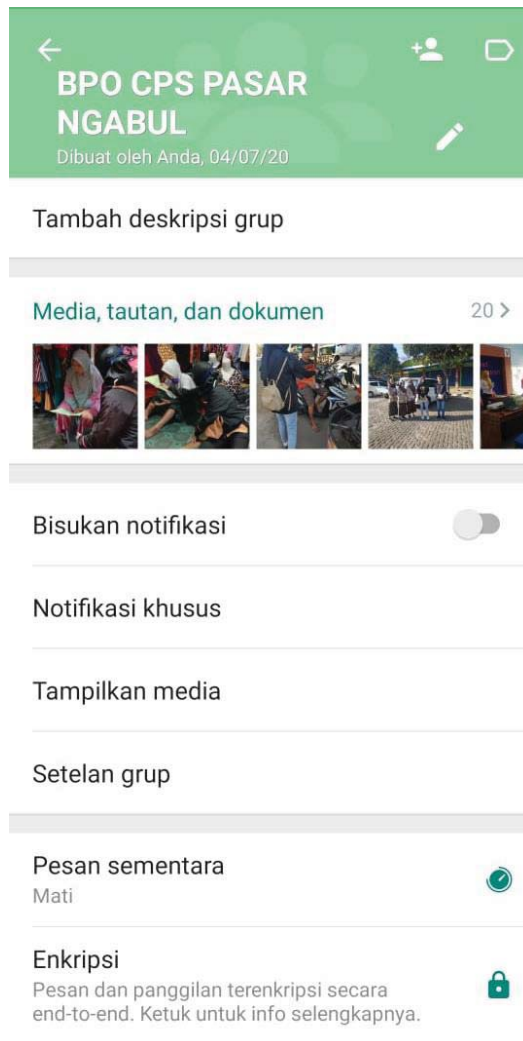 BPO CPS PASAR
NGABUL
Dibuat oleh Anda, 04/07/20
Tambah deskripsi grup
Media, tautan, dan dokumen
20 >
Bisukan notifikasi
Notifikasi khusus
Tampilkan media
Setelan grup
Pesan sementara
Mati
Enkripsi
Pesan dan panggilan terenkripsi secara
end-to-end. Ketuk untuk info selengkapnya.